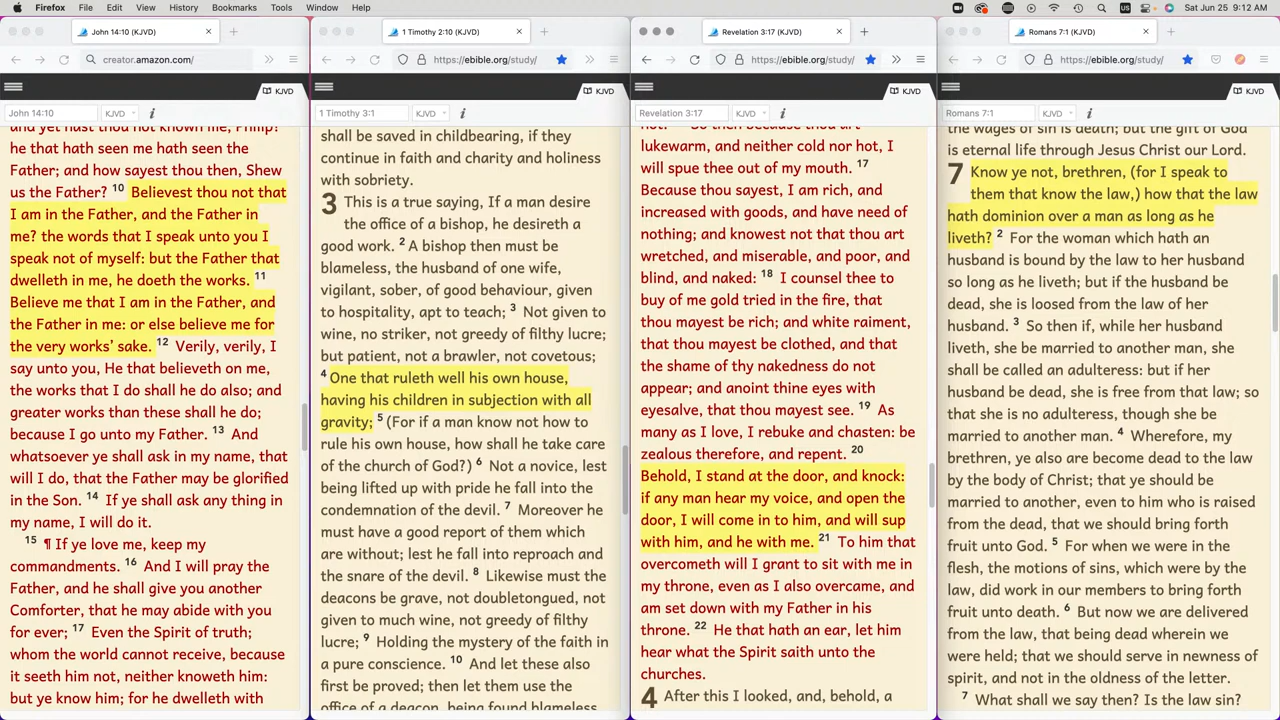 Firefox File Edit View History Bookmarks Tools Window Help Sat Jun 25 9:12 AM
John 14:10 (KJVD)
creator.amazon.com/
KJVD
John 14:10 KJVD i
and yet hast thou not known me, Philip?
he that hath seen me hath seen the
Father; and how sayest thou then, Shew
us the Father? 10 Believest thou not that
I am in the Father, and the Father in
me? the words that I speak unto you I
speak not of myself: but the Father that
dwelleth in me, he doeth the works. 11
Believe me that I am in the Father, and
the Father in me: or else believe me for
the very works' sake. 12 Verily, verily, I
say unto you, He that believeth on me,
the works that I do shall he do also; and
greater works than these shall he do;
because I go unto my Father. 13 And
whatsoever ye shall ask in my name, that
will I do, that the Father may be glorified
in the Son. 14 If ye shall ask any thing in
my name, I will do it.
15 ¶ If ye love me, keep my
commandments. 16 And I will pray the
Father, and he shall give you another
Comforter, that he may abide with you
for ever; 17 Even the Spirit of truth;
whom the world cannot receive, because
it seeth him not, neither knoweth him:
but ye know him; for he dwelleth with
1 Timothy 2:10 (KJVD)
https://ebible.org/study/
KJVD
1 Timothy 3:1 KJVD i
shall be saved in childbearing, if they
continue in faith and charity and holiness
with sobriety.
3 This is a true saying, If a man desire
the office of a bishop, he desireth a
good work. 2 A bishop then must be
blameless, the husband of one wife,
vigilant, sober, of good behaviour, given
to hospitality, apt to teach; 3 Not given to
wine, no striker, not greedy of filthy lucre;
but patient, not a brawler, not covetous;
4 One that ruleth well his own house,
having his children in subjection with all
gravity; 5 (For if a man know not how to
rule his own house, how shall he take care
of the church of God?) 6 Not a novice, lest
being lifted up with pride he fall into the
condemnation of the devil. 7 Moreover he
must have a good report of them which
are without; lest he fall into reproach and
the snare of the devil. 8 Likewise must the
deacons be grave, not doubletongued, not
given to much wine, not greedy of filthy
lucre; 9 Holding the mystery of the faith in
a pure conscience. 10 And let these also
first be proved; then let them use the
office of a deacon, being found blameless.
Revelation 3:17 (KJVD)
https://ebible.org/study/
KJVD
Revelation 3:17 KJVD i
hot. So then because thou art
lukewarm, and neither cold nor hot, I
will spue thee out of my mouth. 17
Because thou sayest, I am rich, and
increased with goods, and have need of
nothing; and knowest not that thou art
wretched, and miserable, and poor, and
blind, and naked: 18 I counsel thee to
buy of me gold tried in the fire, that
thou mayest be rich; and white raiment,
that thou mayest be clothed, and that
the shame of thy nakedness do not
appear; and anoint thine eyes with
eyesalve, that thou mayest see. 19 As
many as I love, I rebuke and chasten: be
zealous therefore, and repent. 20
Behold, I stand at the door, and knock:
if any man hear my voice, and open the
door, I will come in to him, and will sup
with him, and he with me. 21 To him that
overcometh will I grant to sit with me in
my throne, even as I also overcame, and
am set down with my Father in his
throne. 22 He that hath an ear, let him
hear what the Spirit saith unto the
churches.
4 After this I looked, and, behold, a
Romans 7:1 (KJVD)
https://ebible.org/study/
KJVD
Romans 7:1 KJVD i
the wages of sin is death; but the gift of God
is eternal life through Jesus Christ our Lord.
7 Know ye not, brethren, (for I speak to
them that know the law,) how that the law
hath dominion over a man as long as he
liveth? 2 For the woman which hath an
husband is bound by the law to her husband
so long as he liveth; but if the husband be
dead, she is loosed from the law of her
husband. 3 So then if, while her husband
liveth, she be married to another man, she
shall be called an adulteress: but if her
husband be dead, she is free from that law; so
that she is no adulteress, though she be
married to another man. 4 Wherefore, my
brethren, ye also are become dead to the law
by the body of Christ; that ye should be
married to another, even to him who is raised
from the dead, that we should bring forth
fruit unto God. 5 For when we were in the
flesh, the motions of sins, which were by the
law, did work in our members to bring forth
fruit unto death. 6 But now we are delivered
from the law, that being dead wherein we
were held; that we should serve in newness of
spirit, and not in the oldness of the letter.
7 What shall we say then? Is the law sin?